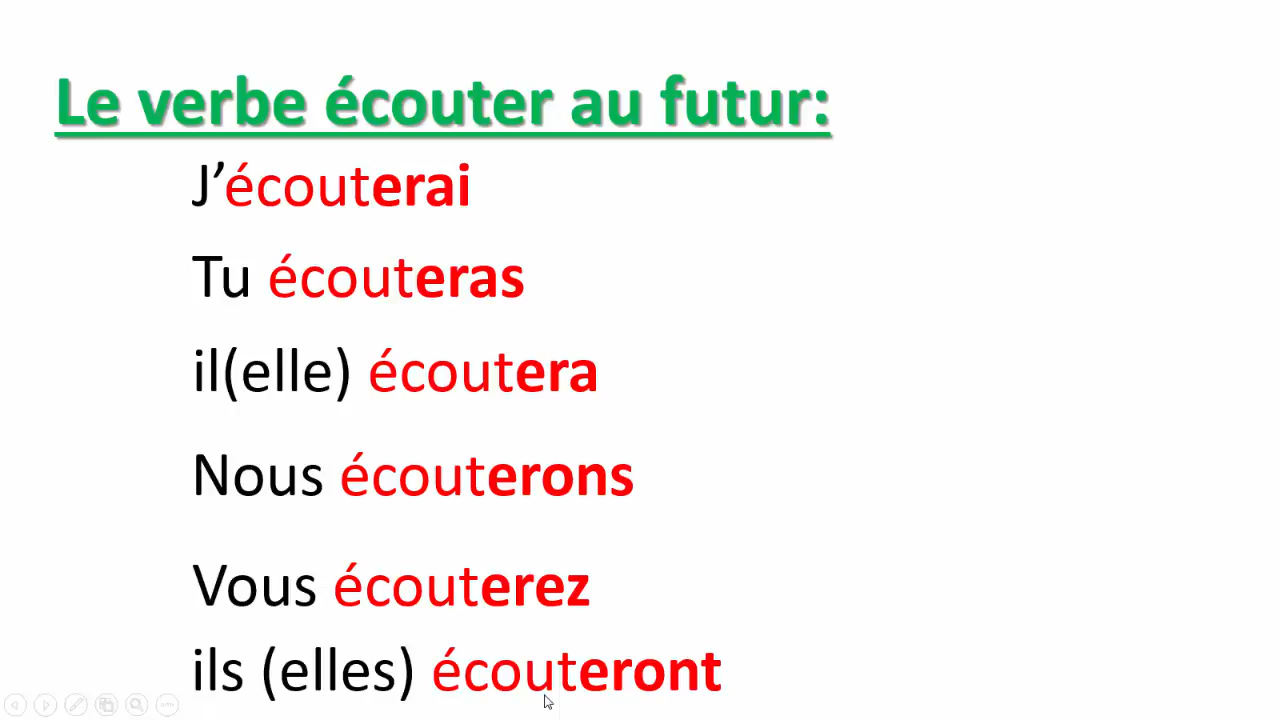 Le verbe écouter au futur:
J’écouterai
Tu écouteras
il(elle) écoutera
Nous écouterons
Vous écouterez
ils (elles) écouteront